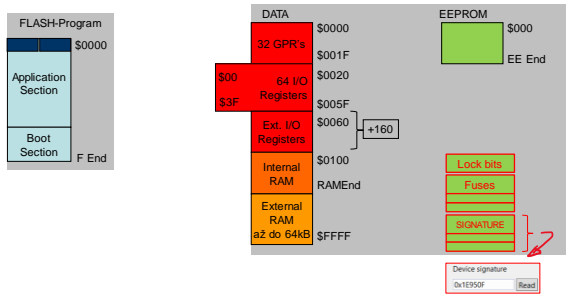 FLASH-Program
$0000
Application
Section
Boot
Section
F End
DATA
32 GPR's
$0000
$001F
$00
$3F
64 I/O
Registers
$0020
$005F
Ext. I/O
Registers
$0060
+160
Internal
RAM
$0100
RAMEnd
External
RAM
až do 64kB
$FFFF
EEPROM
$000
EE End
Lock bits
Fuses
SIGNATURE
Device signature
0x1E950F
Read